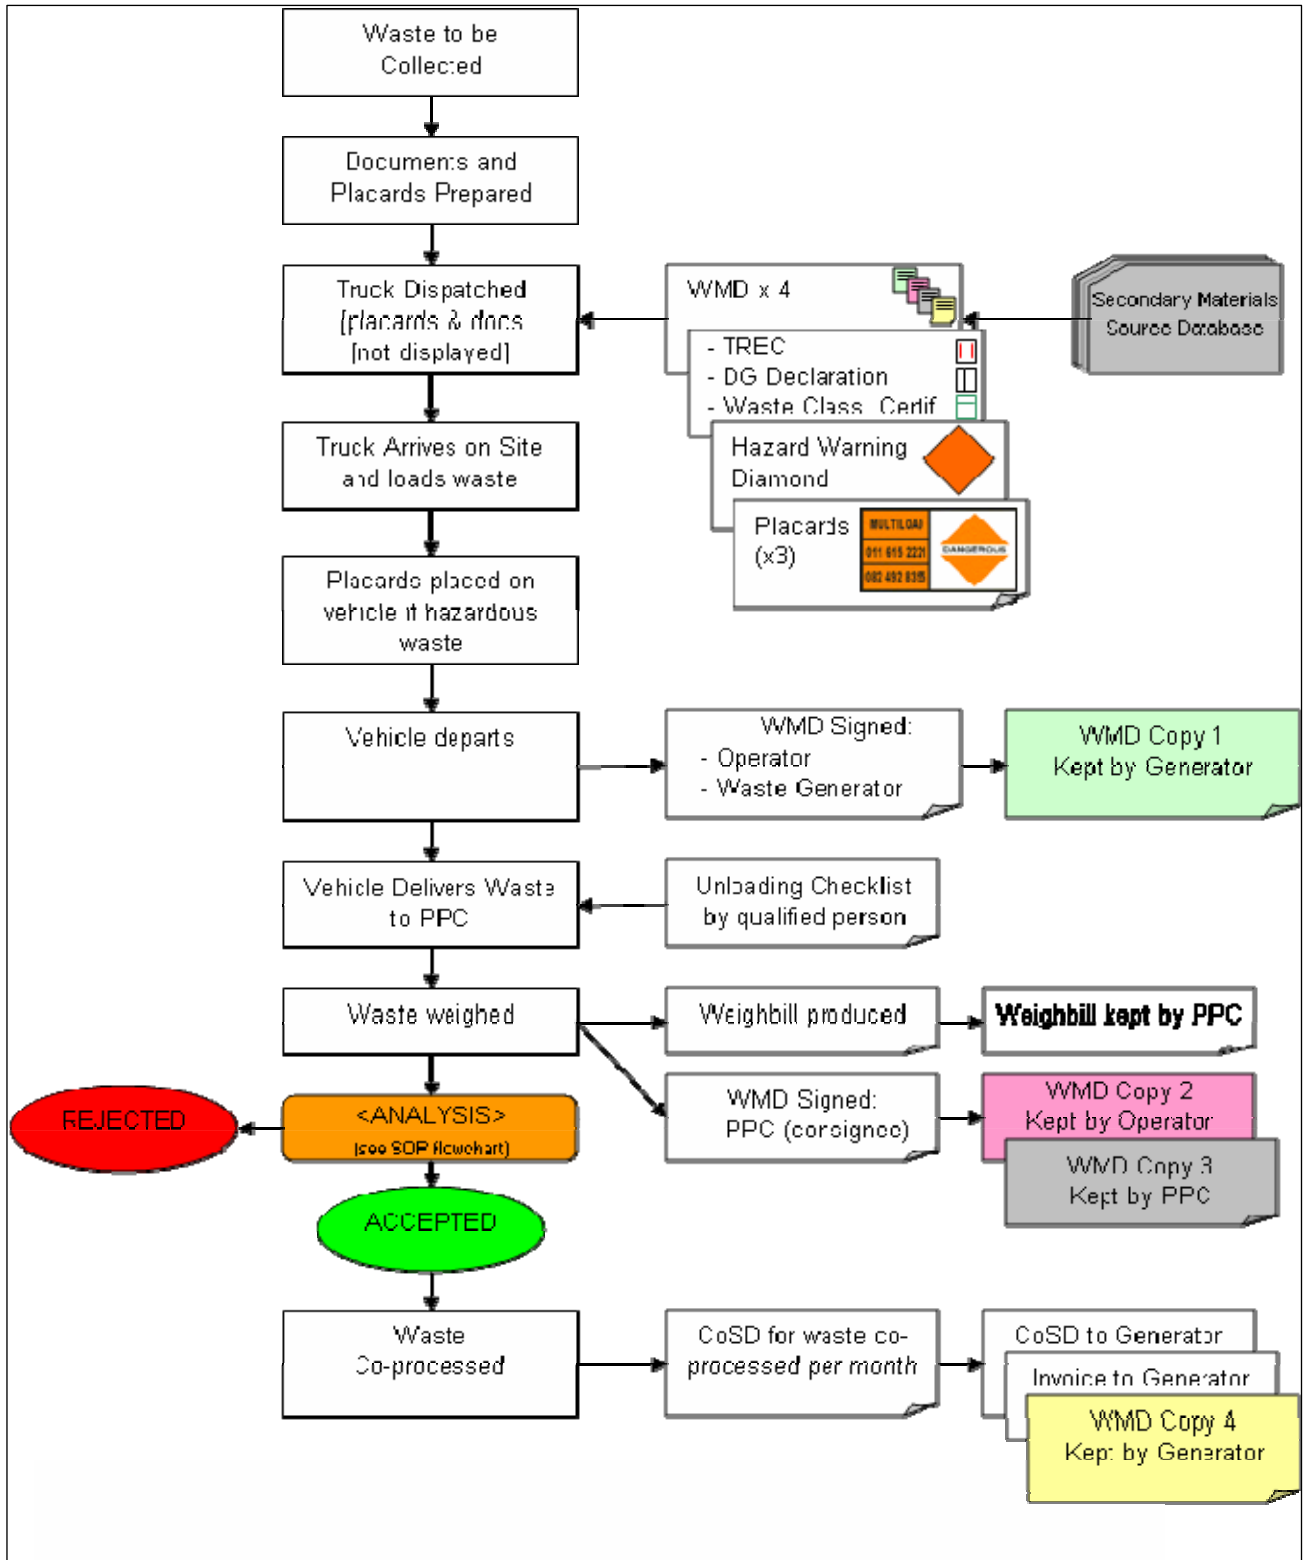 Waste to be
Collected
Documents and
Placards Prepared
Truck Dispatched
[placards & docs
[not displayed]
WMD x 4
- TREC
- DG Declaration
- Waste Class. Certif
Hazard Warning
Diamond
Placards
(x3)
MULTILOAD
011 615 2221
082 492 8355
DANGEROUS
Secondary Materials
Source Database
Truck Arrives on Site
and loads waste
Placards placed on
vehicle if hazardous
waste
Vehicle departs
WMD Signed:
- Operator
- Waste Generator
WMD Copy 1
Kept by Generator
Vehicle Delivers Waste
to PPC
Unloading Checklist
by qualified person
Waste weighed
Weighbill produced
Weighbill kept by PPC
WMD Signed:
PPC (consignee)
WMD Copy 2
Kept by Operator
WMD Copy 3
Kept by PPC
REJECTED
<ANALYSIS>
(see SOP flowchart)
ACCEPTED
Waste
Co-processed
CoSD for waste co-
processed per month
CoSD to Generator
Invoice to Generator
WMD Copy 4
Kept by Generator